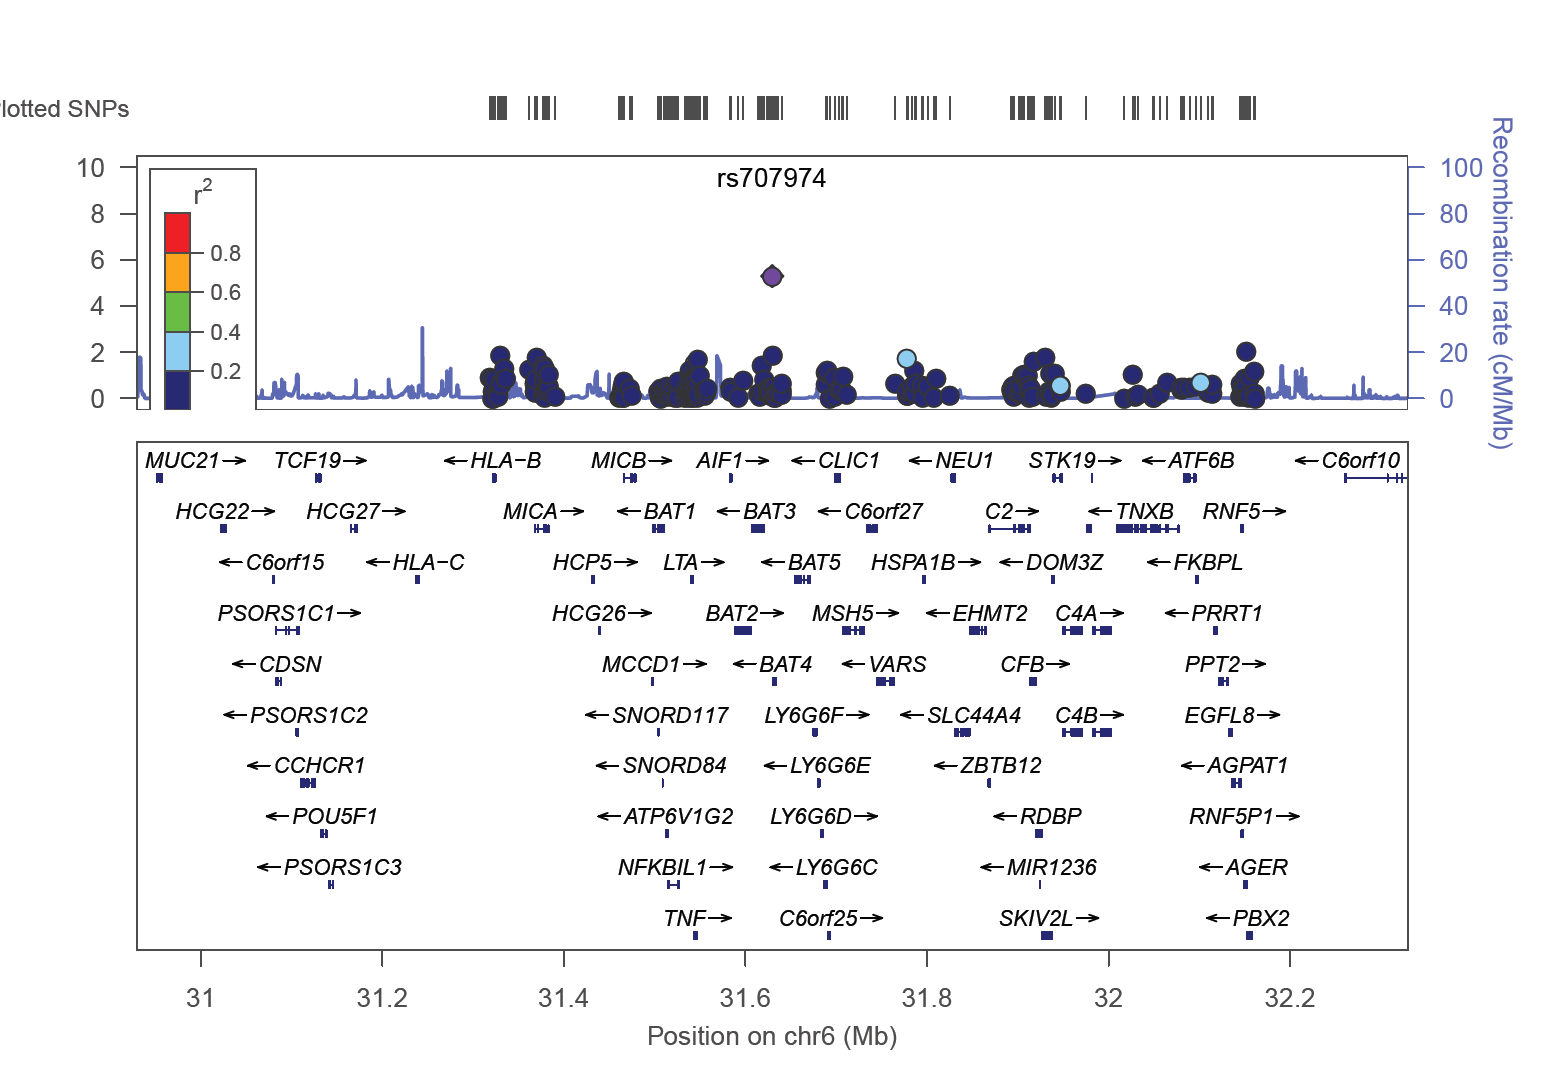 Plotted SNPs
rs707974
r2
0.8
0.6
0.4
0.2
10
8
6
4
2
0
100
80
60
40
20
0
Recombination rate (cM/Mb)
MUC21→ TCF19→ ←HLA−B MICB→ AIF1→ ←CLIC1 ←NEU1 STK19→ ←ATF6B ←C6orf10
HCG22→ HCG27→ MICA→ ←BAT1 ←BAT3 ←C6orf27 C2→ ←TNXB RNF5→
←C6orf15 ←HLA−C HCP5→ LTA→ ←BAT5 HSPA1B→ ←DOM3Z ←FKBPL
PSORS1C1→ HCG26→ BAT2→ MSH5→ ←EHMT2 C4A→ ←PRRT1
←CDSN MCCD1→ ←BAT4 ←VARS CFB→ PPT2→
←PSORS1C2 ←SNORD117 LY6G6F→ ←SLC44A4 C4B→ EGFL8→
←CCHCR1 ←SNORD84 ←LY6G6E ←ZBTB12 ←AGPAT1
←POU5F1 ←ATP6V1G2 LY6G6D→ ←RDBP RNF5P1→
←PSORS1C3 NFKBIL1→ ←LY6G6C ←MIR1236 ←AGER
TNF→ C6orf25→ SKIV2L→ ←PBX2
31 31.2 31.4 31.6 31.8 32 32.2
Position on chr6 (Mb)